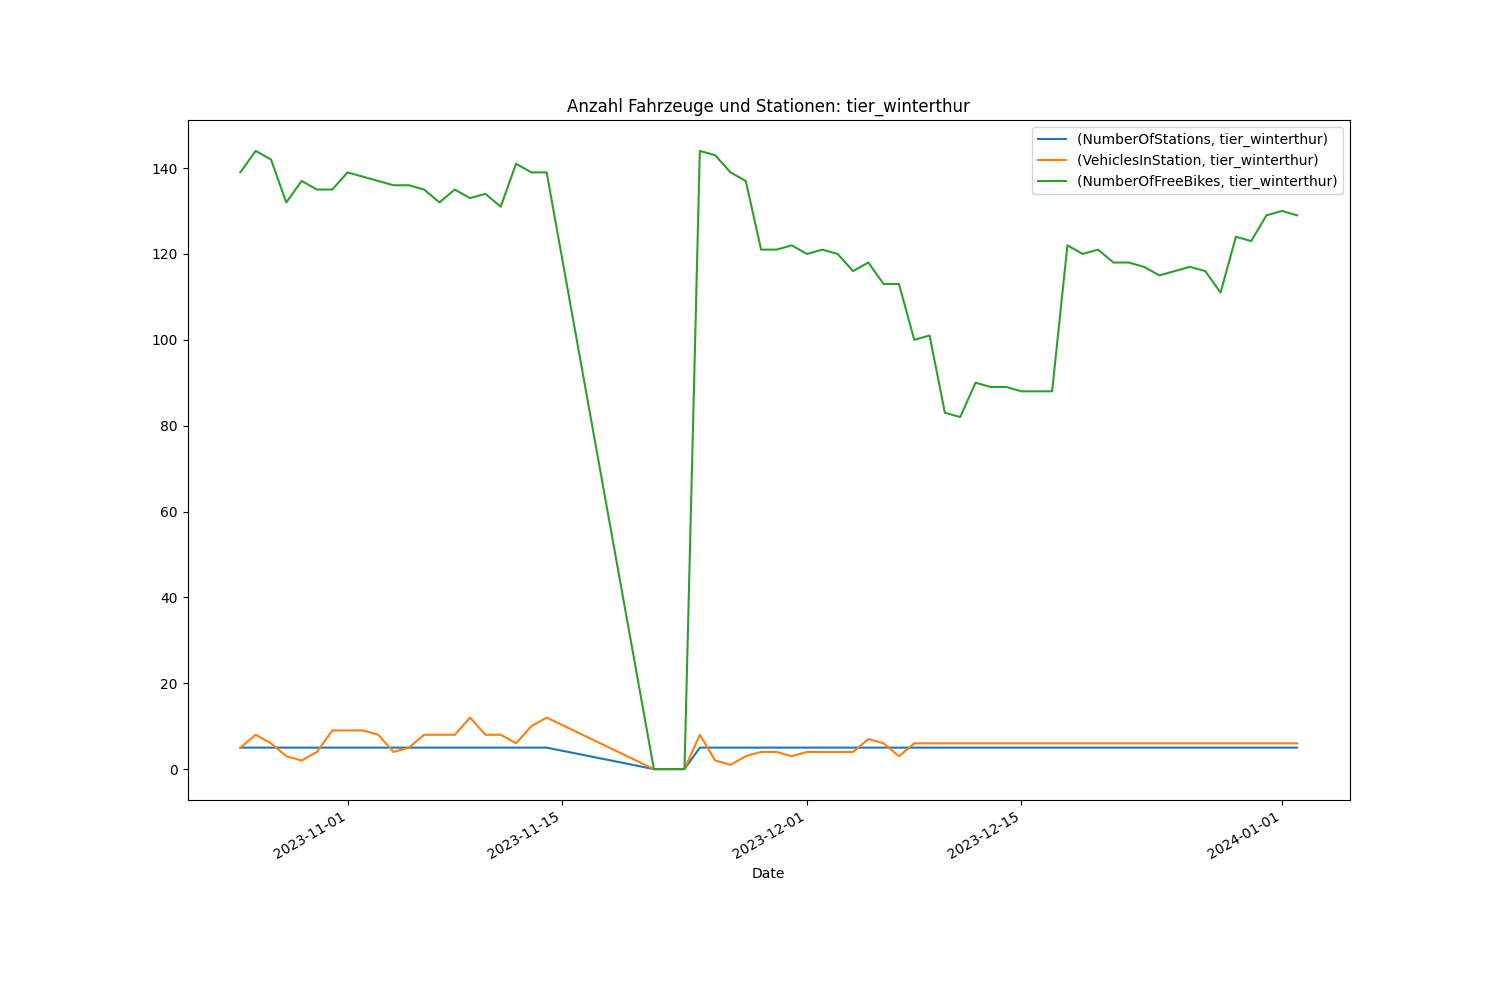 Anzahl Fahrzeuge und Stationen: tier_winterthur
(NumberOfStations, tier_winterthur)
(VehiclesInStation, tier_winterthur)
(NumberOfFreeBikes, tier_winterthur)
140
120
100
80
60
40
20
0
2023-11-01
2023-11-15
2023-12-01
2023-12-15
2024-01-01
Date